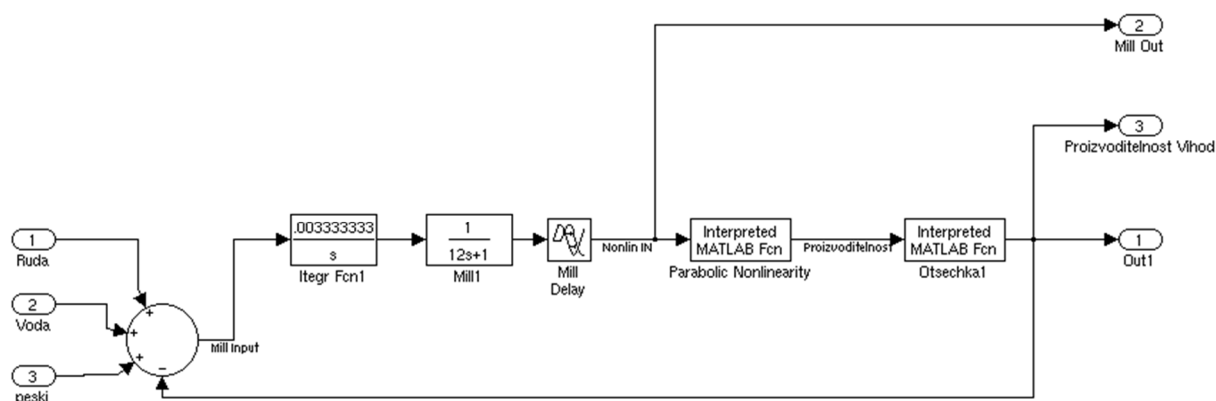 2
Mill Out
3
Proizvoditelnost Vihod
.003333333
s
Itegr Fcn1
1
12s+1
Mill1
Mill
Delay
Nonlin IN
Interpreted
MATLAB Fcn
Parabolic Nonlinearity
Proizvoditelnost
Interpreted
MATLAB Fcn
Otsechka1
1
Out1
1
Ruda
2
Voda
3
peski
+
+
+
−
Mill Input